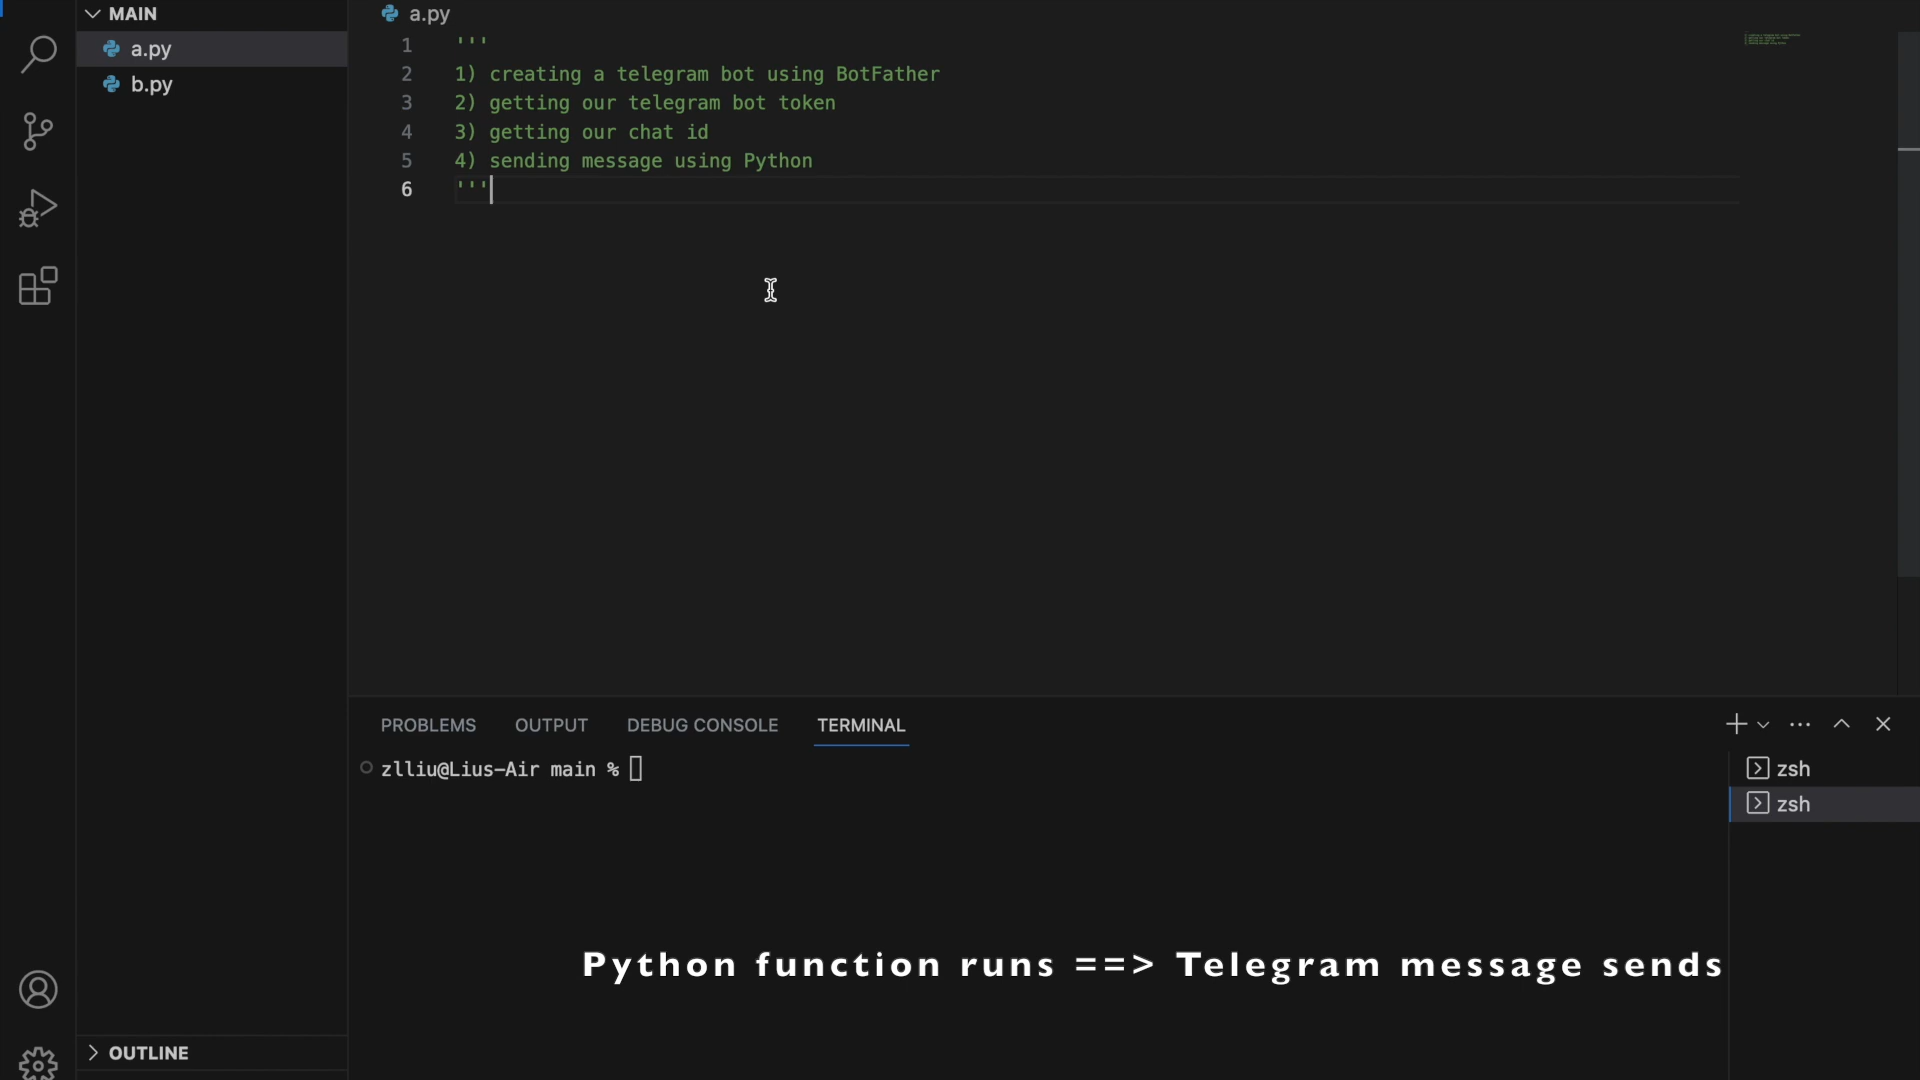 MAIN
a.py
b.py
a.py
1 '''
2 1) creating a telegram bot using BotFather
3 2) getting our telegram bot token
4 3) getting our chat id
5 4) sending message using Python
6 '''
PROBLEMS OUTPUT DEBUG CONSOLE TERMINAL
zlliu@Lius-Air main %
zsh
zsh
Python function runs ==> Telegram message sends
OUTLINE